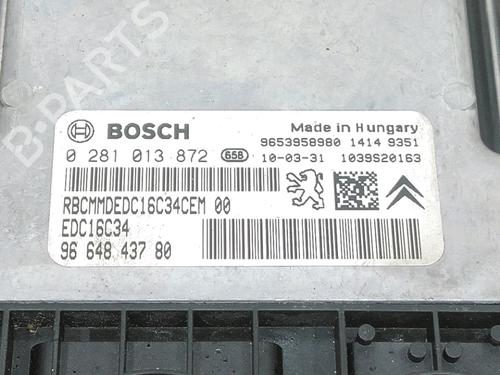 B-PARTS
BOSCH
Made in Hungary
9653958980 1414 9351
0 281 013 872 65B 10-03-31 1039S20163
RBCMMDEDC16C34CEM 00
EDC16C34
96 648 437 80